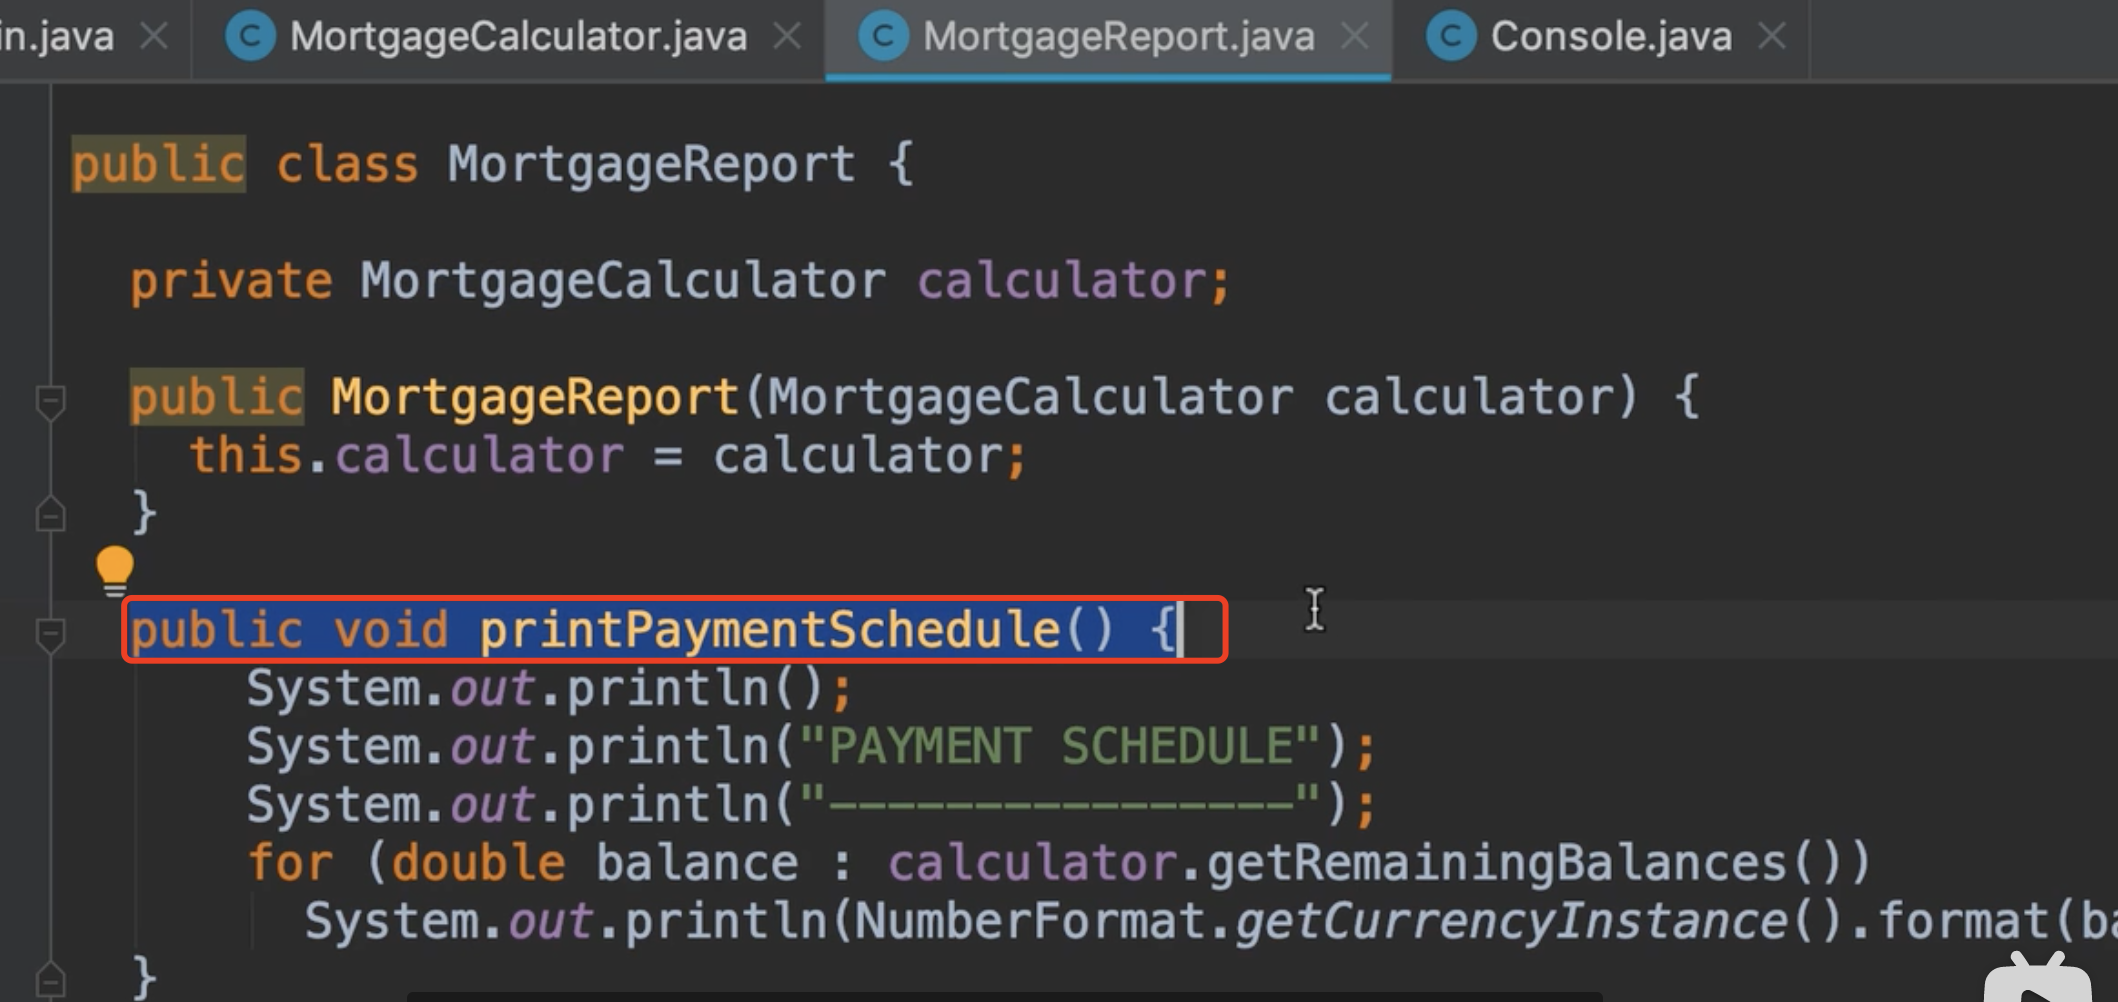 in.java MortgageCalculator.java MortgageReport.java Console.java
public class MortgageReport {
private MortgageCalculator calculator;
public MortgageReport(MortgageCalculator calculator) {
this.calculator = calculator;
}
public void printPaymentSchedule() {
System.out.println();
System.out.println("PAYMENT SCHEDULE");
System.out.println("----------------");
for (double balance : calculator.getRemainingBalances())
System.out.println(NumberFormat.getCurrencyInstance().format(ba
}